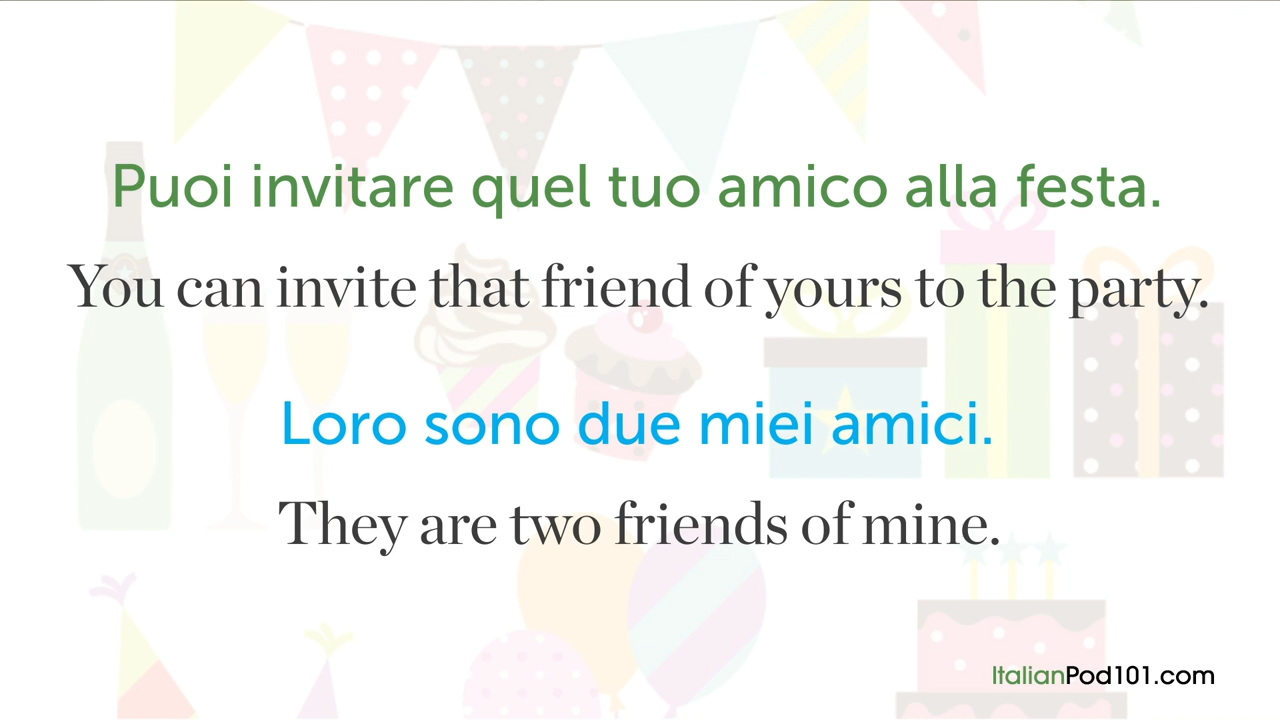 Puoi invitare quel tuo amico alla festa.
You can invite that friend of yours to the party.
Loro sono due miei amici.
They are two friends of mine.
ItalianPod101.com